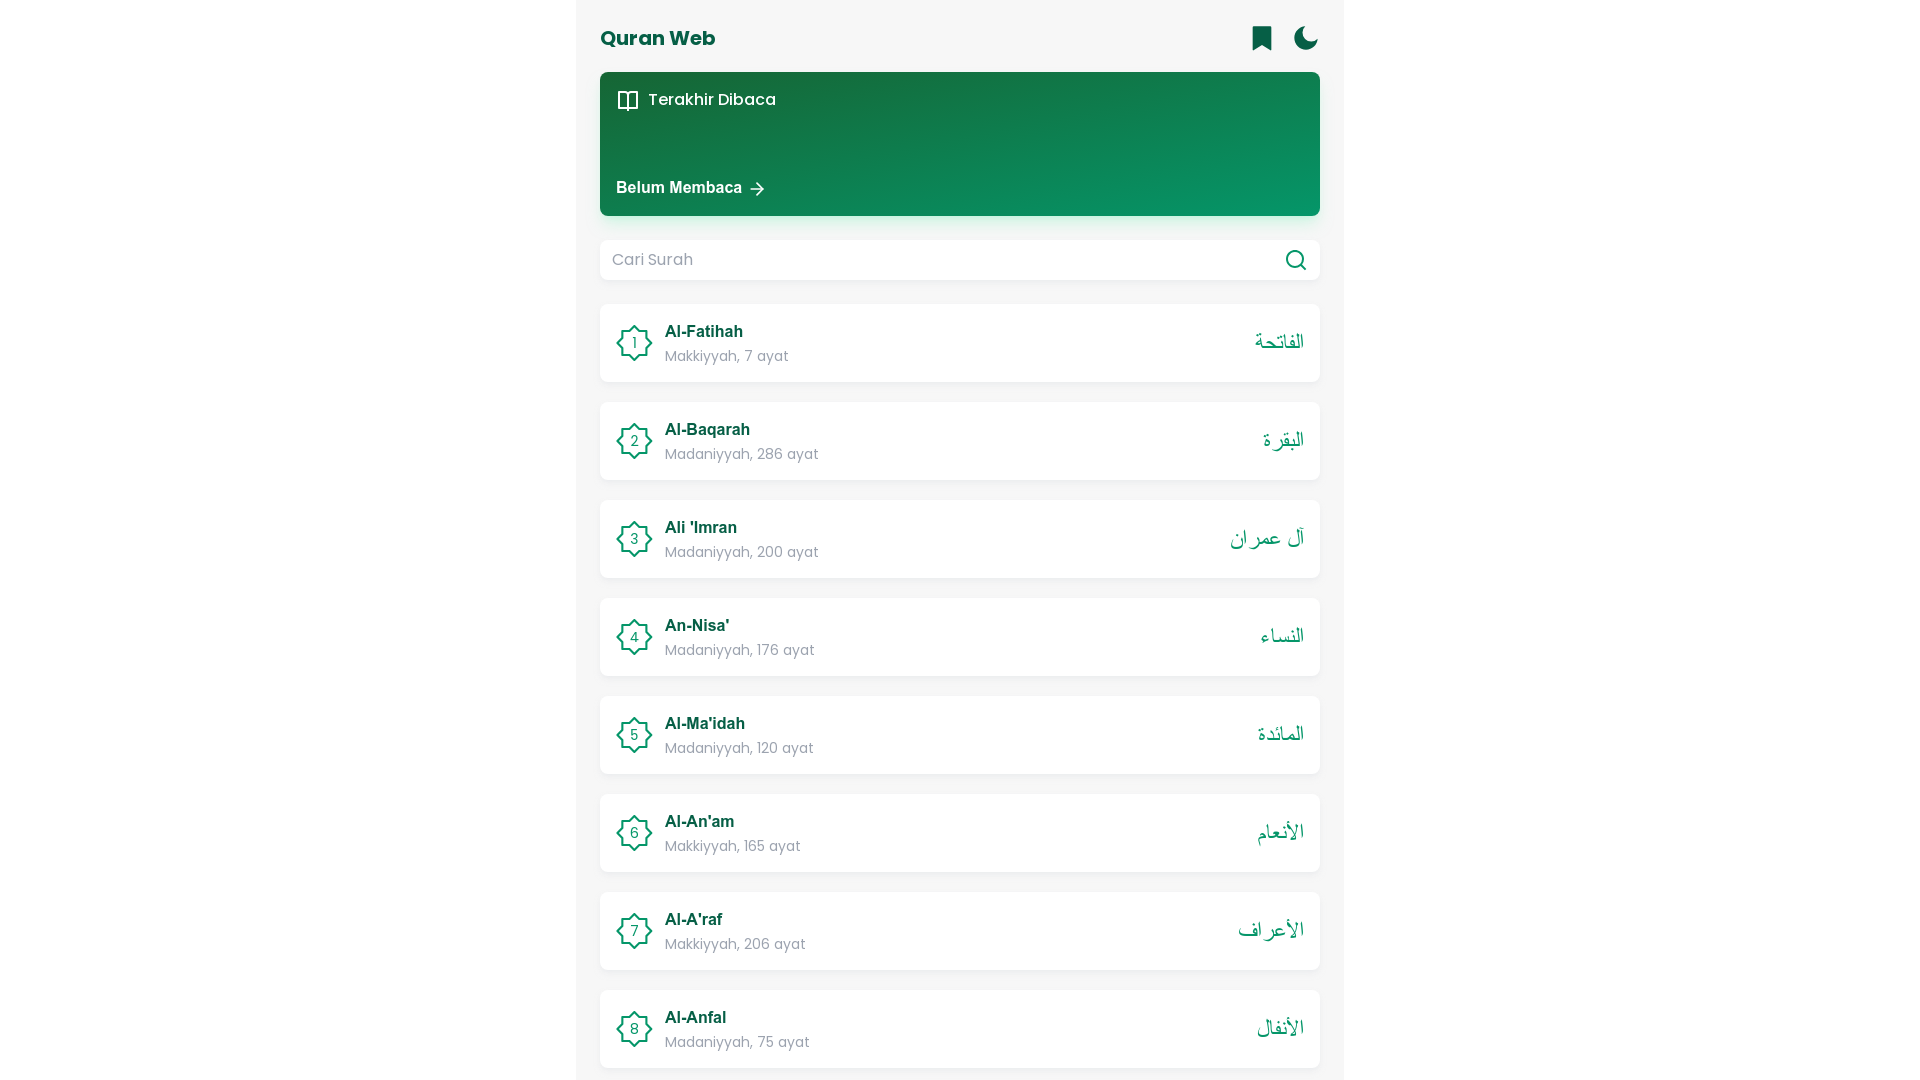 Quran Web
Terakhir Dibaca
Belum Membaca
Cari Surah
1
Al-Fatihah
Makkiyyah, 7 ayat
الفاتحة
2
Al-Baqarah
Madaniyyah, 286 ayat
البقرة
3
Ali 'Imran
Madaniyyah, 200 ayat
آل عمران
4
An-Nisa'
Madaniyyah, 176 ayat
النساء
5
Al-Ma'idah
Madaniyyah, 120 ayat
المائدة
6
Al-An'am
Makkiyyah, 165 ayat
الأنعام
7
Al-A'raf
Makkiyyah, 206 ayat
الأعراف
8
Al-Anfal
Madaniyyah, 75 ayat
الأنفال